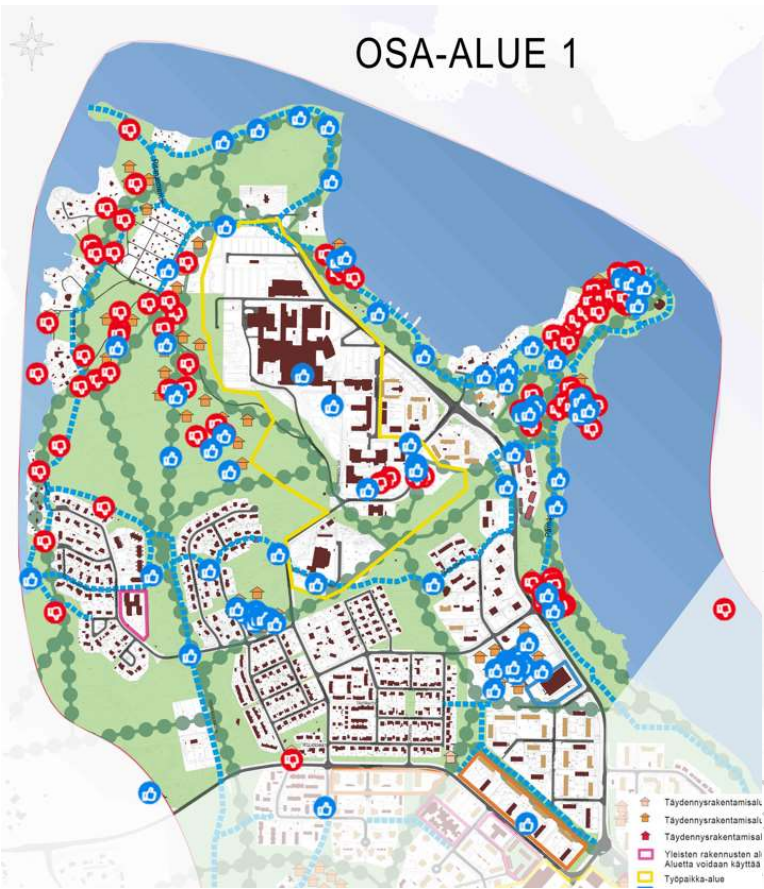 OSA-ALUE 1
Täydennysrakentamisalu
Täydennysrakentamisalu
Täydennysrakentamisal
Yleisten rakennusten al
Aluetta voidaan käyttää
Työpaikka-alue